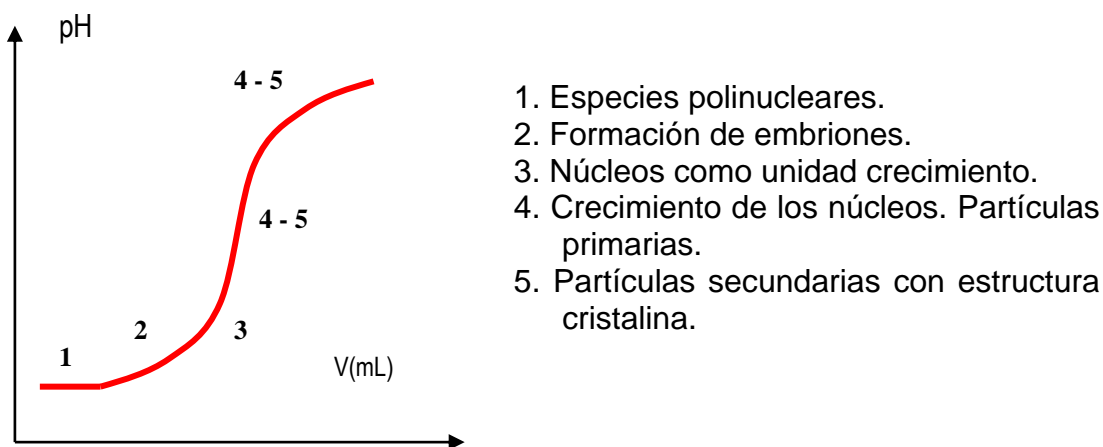 pH
4 - 5
4 - 5
2
3
1
V(mL)
1. Especies polinucleares.
2. Formación de embriones.
3. Núcleos como unidad crecimiento.
4. Crecimiento de los núcleos. Partículas
primarias.
5. Partículas secundarias con estructura
cristalina.